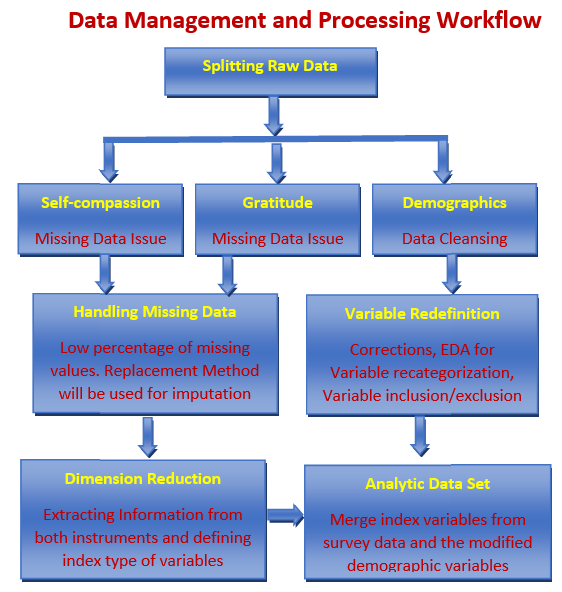 Data Management and Processing Workflow
Splitting Raw Data
Self-compassion
Missing Data Issue
Gratitude
Missing Data Issue
Demographics
Data Cleansing
Handling Missing Data
Low percentage of missing
values. Replacement Method
will be used for imputation
Variable Redefinition
Corrections, EDA for
Variable recategorization,
Variable inclusion/exclusion
Dimension Reduction
Extracting Information from
both instruments and defining
index type of variables
Analytic Data Set
Merge index variables from
survey data and the modified
demographic variables